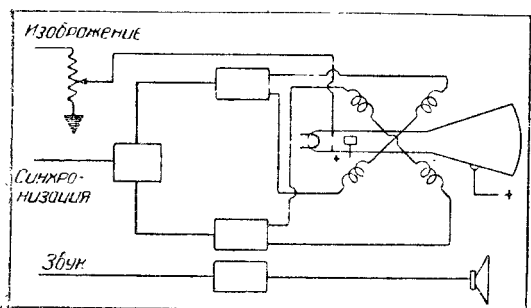 Изображение
Синхро-
низация
+
+
Звук